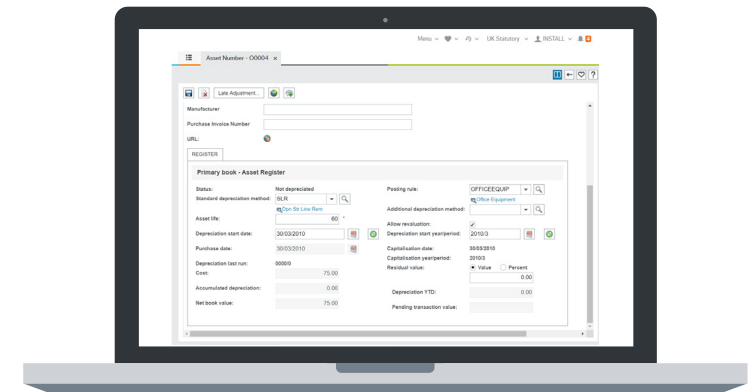 Menu UK Statutory INSTALL
Asset Number - O0004 ×
Late Adjustment... ?
Manufacturer
Purchase Invoice Number
URL:
REGISTER
Primary book - Asset Register
Status: Not depreciated Posting rule: OFFICEEQUIP
Office Equipment
Standard depreciation method: SLR Additional depreciation method:
Dpn Str Line Rem
Asset life: 60 * Allow revaluation:
Depreciation start date: 30/03/2010 Depreciation start year/period: 2010/3
Purchase date: 30/03/2010 Capitalisation date: 30/03/2010
Capitalisation year/period: 2010/3
Depreciation last run: 0000/0 Residual value: Value Percent
Cost: 75.00 0.00
Accumulated depreciation: 0.00 Depreciation YTD: 0.00
Net book value: 75.00 Pending transaction value: